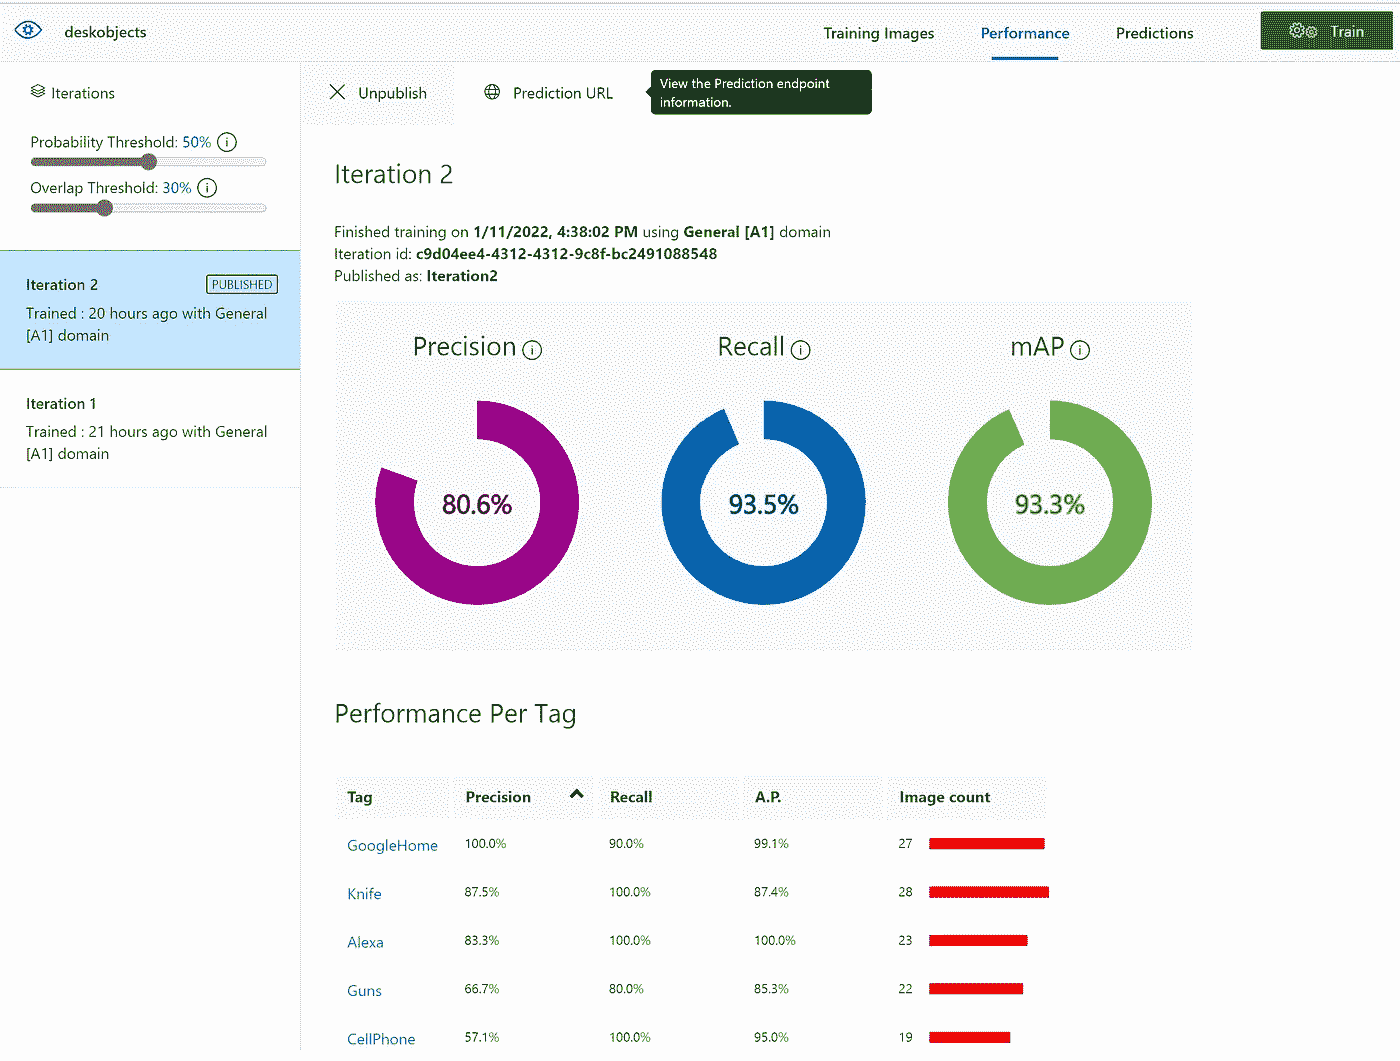 deskobjects
Training Images
Performance
Predictions
Train
Iterations
Probability Threshold: 50%
Overlap Threshold: 30%
Iteration 2
PUBLISHED
Trained : 20 hours ago with General
[A1] domain
Iteration 1
Trained : 21 hours ago with General
[A1] domain
Unpublish
Prediction URL
View the Prediction endpoint
information.
Iteration 2
Finished training on 1/11/2022, 4:38:02 PM using General [A1] domain
Iteration id: c9d04ee4-4312-4312-9c8f-bc2491088548
Published as: Iteration2
Precision
Recall
mAP
80.6%
93.5%
93.3%
Performance Per Tag
Tag Precision Recall A.P. Image count
GoogleHome 100.0% 90.0% 99.1% 27
Knife 87.5% 100.0% 87.4% 28
Alexa 83.3% 100.0% 100.0% 23
Guns 66.7% 80.0% 85.3% 22
CellPhone 57.1% 100.0% 95.0% 19